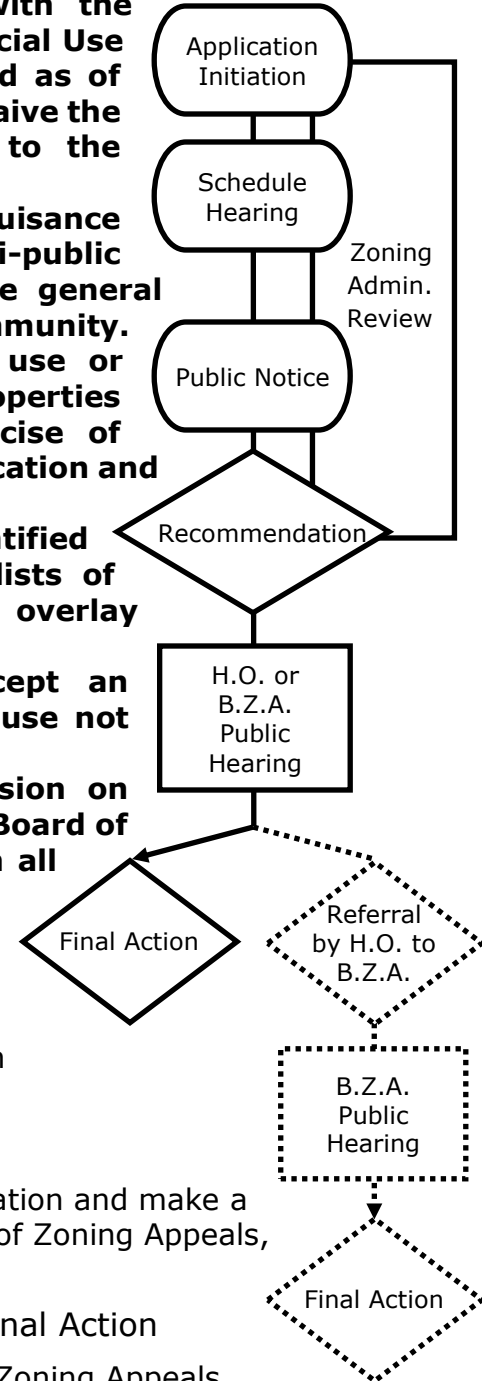 with the
cial Use
d as of
aive the
to the
uisance
i-public
e general
mmunity.
use or
operties
cise of
cation and
ntified
lists of
overlay
cept an
use not
sion on
Board of
n all
n
ation and make a
of Zoning Appeals,
nal Action
Zoning Appeals
Application
Initiation
Schedule
Hearing
Zoning
Admin.
Review
Public Notice
Recommendation
H.O. or
B.Z.A.
Public
Hearing
Final Action
Referral
by H.O. to
B.Z.A.
B.Z.A.
Public
Hearing
Final Action